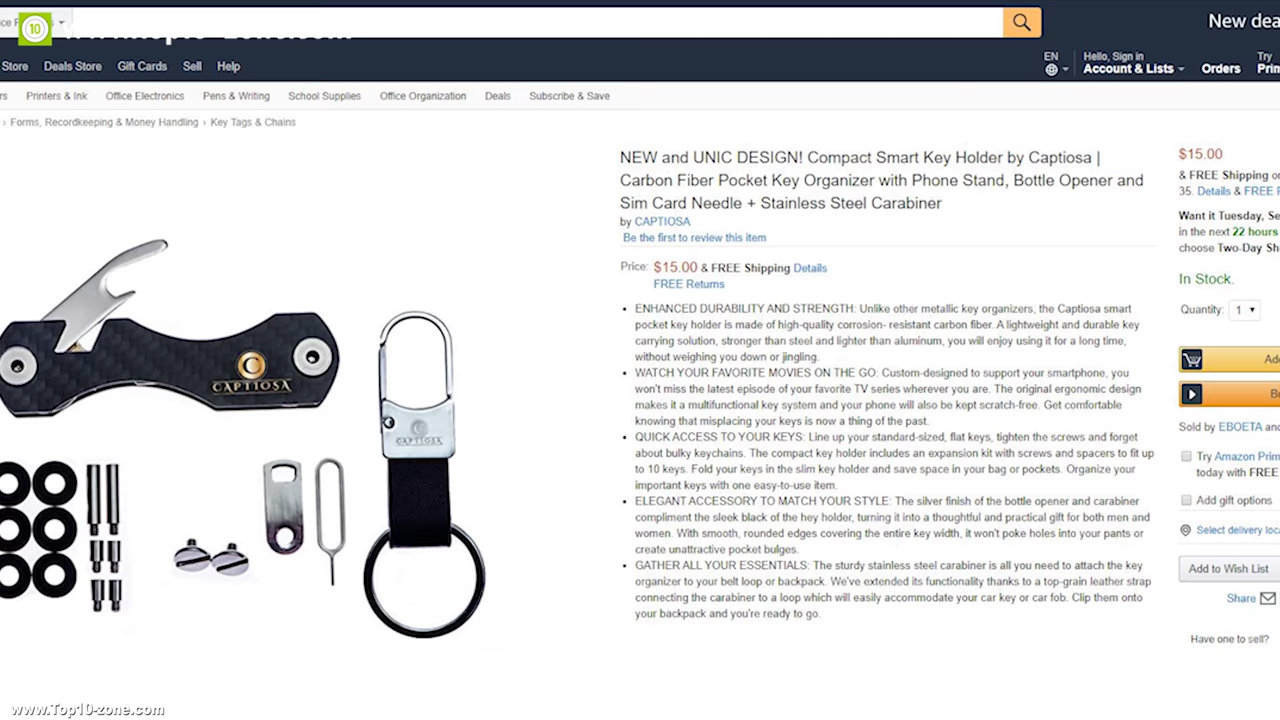 10
New dea
EN
Hello, Sign in
Try
Store Deals Store Gift Cards Sell Help
Account & Lists Orders Prin
rs Printers & Ink Office Electronics Pens & Writing School Supplies Office Organization Deals Subscribe & Save
› Forms, Recordkeeping & Money Handling › Key Tags & Chains
NEW and UNIC DESIGN! Compact Smart Key Holder by Captiosa |
Carbon Fiber Pocket Key Organizer with Phone Stand, Bottle Opener and
Sim Card Needle + Stainless Steel Carabiner
by CAPTIOSA
Be the first to review this item
Price: $15.00 & FREE Shipping Details
FREE Returns
• ENHANCED DURABILITY AND STRENGTH: Unlike other metallic key organizers, the Captiosa smart
pocket key holder is made of high-quality corrosion- resistant carbon fiber. A lightweight and durable key
carrying solution, stronger than steel and lighter than aluminum, you will enjoy using it for a long time,
without weighing you down or jingling.
• WATCH YOUR FAVORITE MOVIES ON THE GO: Custom-designed to support your smartphone, you
won't miss the latest episode of your favorite TV series wherever you are. The original ergonomic design
makes it a multifunctional key system and your phone will also be kept scratch-free. Get comfortable
knowing that misplacing your keys is now a thing of the past.
• QUICK ACCESS TO YOUR KEYS: Line up your standard-sized, flat keys, tighten the screws and forget
about bulky keychains. The compact key holder includes an expansion kit with screws and spacers to fit up
to 10 keys. Fold your keys in the slim key holder and save space in your bag or pockets. Organize your
important keys with one easy-to-use item.
• ELEGANT ACCESSORY TO MATCH YOUR STYLE: The silver finish of the bottle opener and carabiner
compliment the sleek black of the hey holder, turning it into a thoughtful and practical gift for both men and
women. With smooth, rounded edges covering the entire key width, it won't poke holes into your pants or
create unattractive pocket bulges.
• GATHER ALL YOUR ESSENTIALS: The sturdy stainless steel carabiner is all you need to attach the key
organizer to your belt loop or backpack. We've extended its functionality thanks to a top-grain leather strap
connecting the carabiner to a loop which will easily accommodate your car key or car fob. Clip them onto
your backpack and you're ready to go.
$15.00
& FREE Shipping o
35. Details & FREE F
Want it Tuesday, Se
in the next 22 hours
choose Two-Day Sh
In Stock.
Quantity: 1
Ad
B
Sold by EBOETA and
Try Amazon Prim
today with FREE
Add gift options
Select delivery loc
Add to Wish List
Share
Have one to sell?
C
CAPTIOSA
CAPTIOSA
www.Top10-zone.com